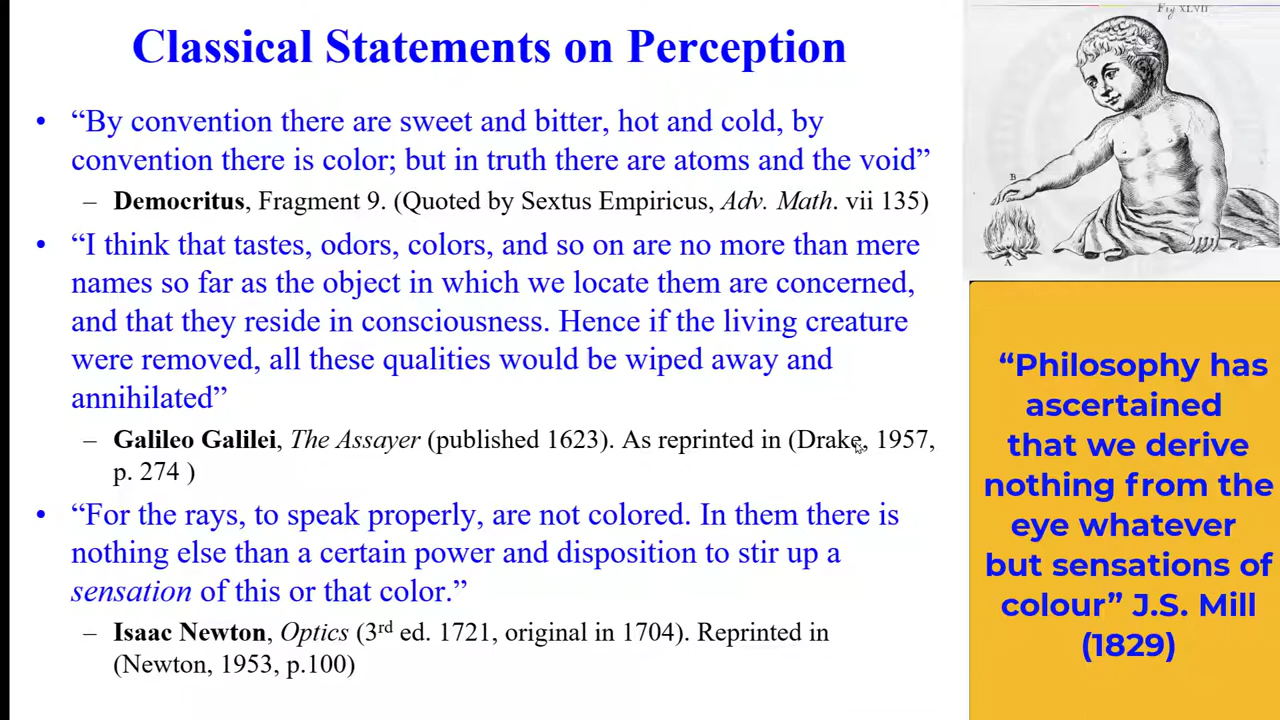 Classical Statements on Perception
• “By convention there are sweet and bitter, hot and cold, by
convention there is color; but in truth there are atoms and the void”
– Democritus, Fragment 9. (Quoted by Sextus Empiricus, Adv. Math. vii 135)
• “I think that tastes, odors, colors, and so on are no more than mere
names so far as the object in which we locate them are concerned,
and that they reside in consciousness. Hence if the living creature
were removed, all these qualities would be wiped away and
annihilated”
– Galileo Galilei, The Assayer (published 1623). As reprinted in (Drake, 1957,
p. 274 )
• “For the rays, to speak properly, are not colored. In them there is
nothing else than a certain power and disposition to stir up a
sensation of this or that color.”
– Isaac Newton, Optics (3rd ed. 1721, original in 1704). Reprinted in
(Newton, 1953, p.100)
Fig XLVII
B
A
“Philosophy has
ascertained
that we derive
nothing from the
eye whatever
but sensations of
colour” J.S. Mill
(1829)